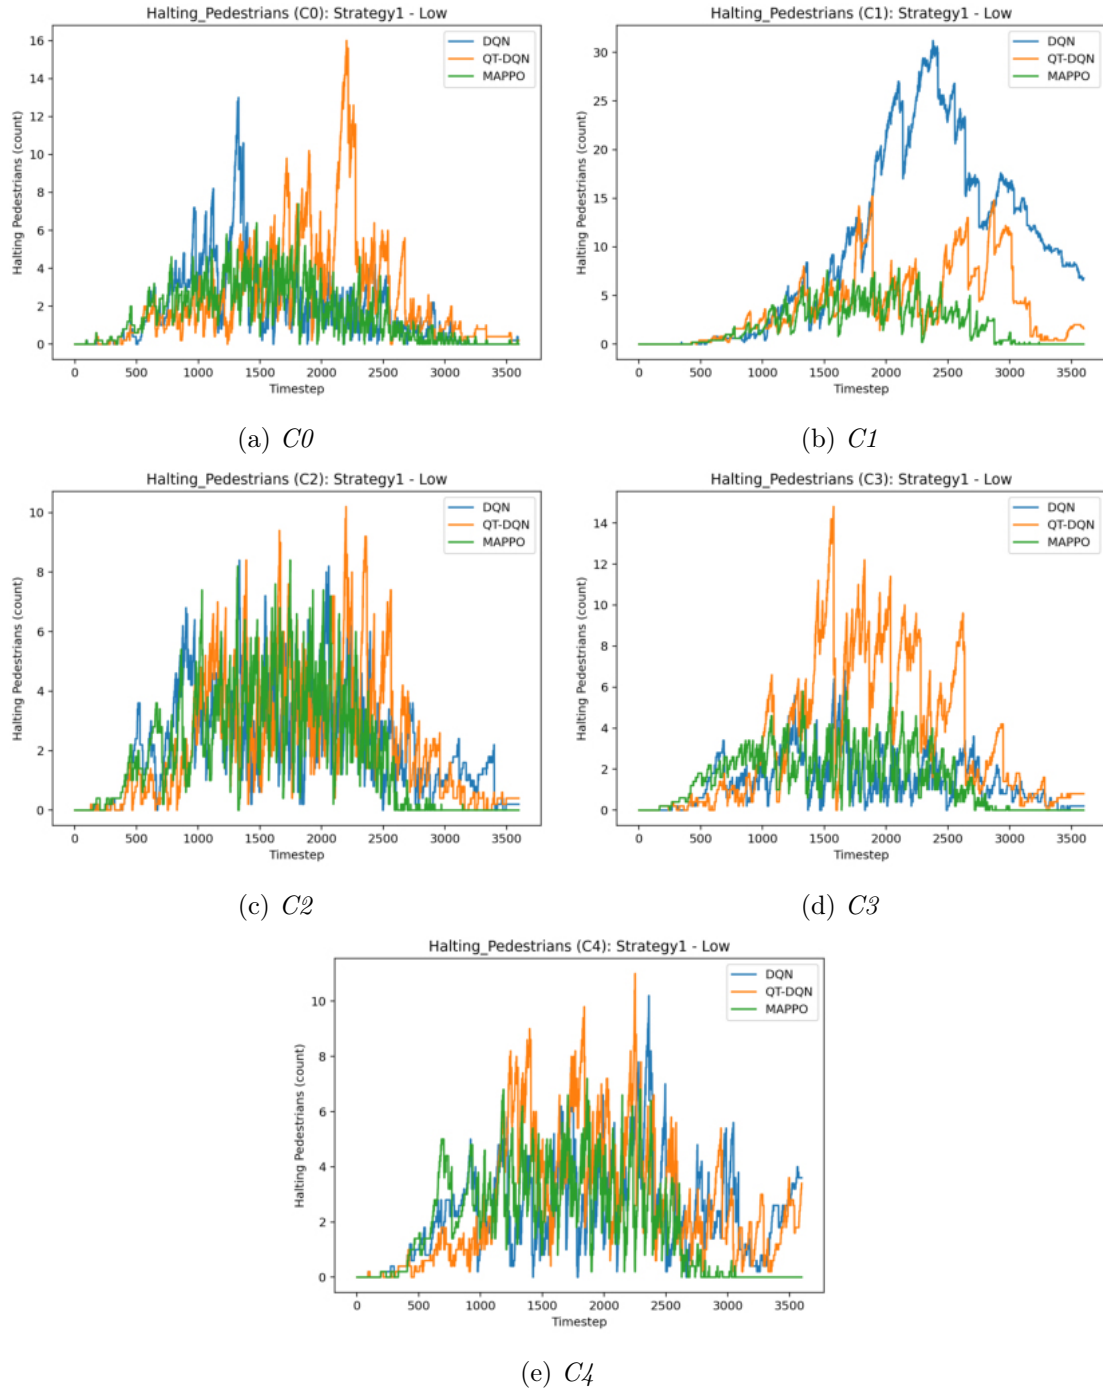 Halting_Pedestrians (C0): Strategy1 - Low
DQN
QT-DQN
MAPPO
16
14
12
10
8
6
4
2
0
Halting Pedestrians (count)
0 500 1000 1500 2000 2500 3000 3500
Timestep
(a) C0
Halting_Pedestrians (C1): Strategy1 - Low
DQN
QT-DQN
MAPPO
30
25
20
15
10
5
0
Halting Pedestrians (count)
0 500 1000 1500 2000 2500 3000 3500
Timestep
(b) C1
Halting_Pedestrians (C2): Strategy1 - Low
DQN
QT-DQN
MAPPO
10
8
6
4
2
0
Halting Pedestrians (count)
0 500 1000 1500 2000 2500 3000 3500
Timestep
(c) C2
Halting_Pedestrians (C3): Strategy1 - Low
DQN
QT-DQN
MAPPO
14
12
10
8
6
4
2
0
Halting Pedestrians (count)
0 500 1000 1500 2000 2500 3000 3500
Timestep
(d) C3
Halting_Pedestrians (C4): Strategy1 - Low
DQN
QT-DQN
MAPPO
10
8
6
4
2
0
Halting Pedestrians (count)
0 500 1000 1500 2000 2500 3000 3500
Timestep
(e) C4